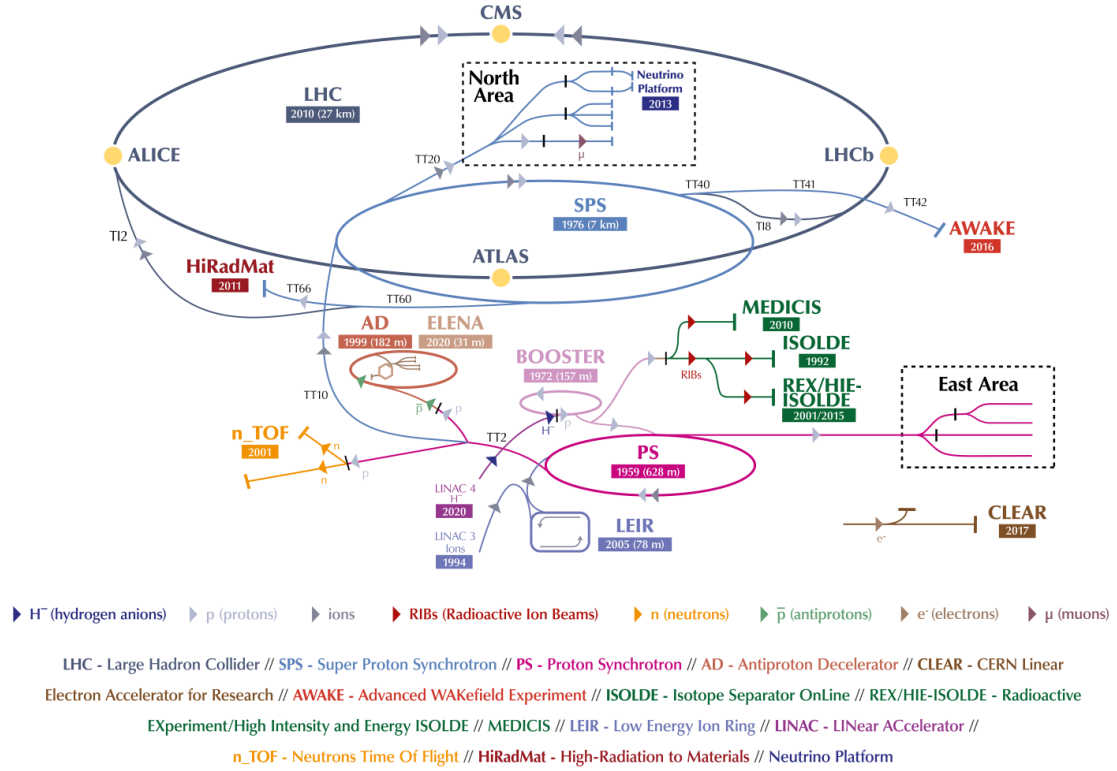 CMS
North
Area
Neutrino
Platform
2013
LHC
2010 (27 km)
ALICE
LHCb
TT20
μ
TT40
TT41
TT42
SPS
1976 (7 km)
TI8
AWAKE
2016
TI2
ATLAS
HiRadMat
2011
TT66
TT60
AD
1999 (182 m)
ELENA
2020 (31 m)
MEDICIS
2010
BOOSTER
1972 (157 m)
ISOLDE
1992
RIBs
REX/HIE-
ISOLDE
2001/2015
East Area
TT10
p̅
p
H⁻
p
n_TOF
2001
n
n
p
TT2
PS
1959 (628 m)
LINAC 4
H⁻
2020
LINAC 3
Ions
1994
LEIR
2005 (78 m)
CLEAR
2017
e⁻
H⁻ (hydrogen anions)
p (protons)
ions
RIBs (Radioactive Ion Beams)
n (neutrons)
p̅ (antiprotons)
e⁻ (electrons)
μ (muons)
LHC - Large Hadron Collider // SPS - Super Proton Synchrotron // PS - Proton Synchrotron // AD - Antiproton Decelerator // CLEAR - CERN Linear
Electron Accelerator for Research // AWAKE - Advanced WAKefield Experiment // ISOLDE - Isotope Separator OnLine // REX/HIE-ISOLDE - Radioactive
EXperiment/High Intensity and Energy ISOLDE // MEDICIS // LEIR - Low Energy Ion Ring // LINAC - LINear ACcelerator //
n_TOF - Neutrons Time Of Flight // HiRadMat - High-Radiation to Materials // Neutrino Platform